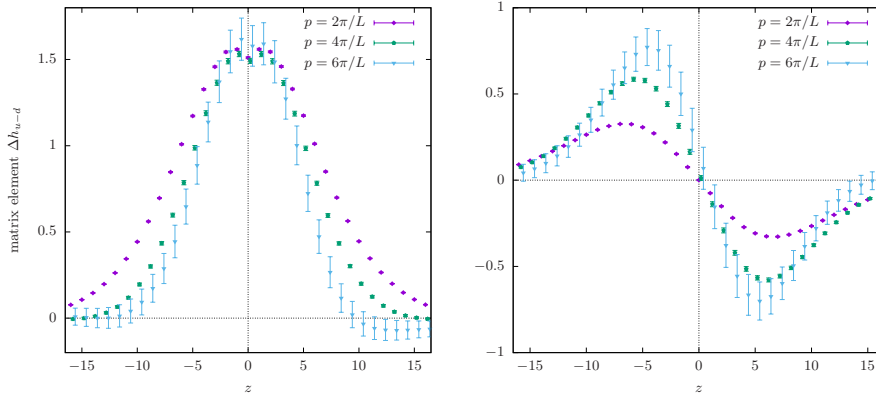 matrix element Δh_{u−d}
p = 2π/L
p = 4π/L
p = 6π/L
1.5
1
0.5
0
−15
−10
−5
0
5
10
15
z
p = 2π/L
p = 4π/L
p = 6π/L
1
0.5
0
−0.5
−1
−15
−10
−5
0
5
10
15
z